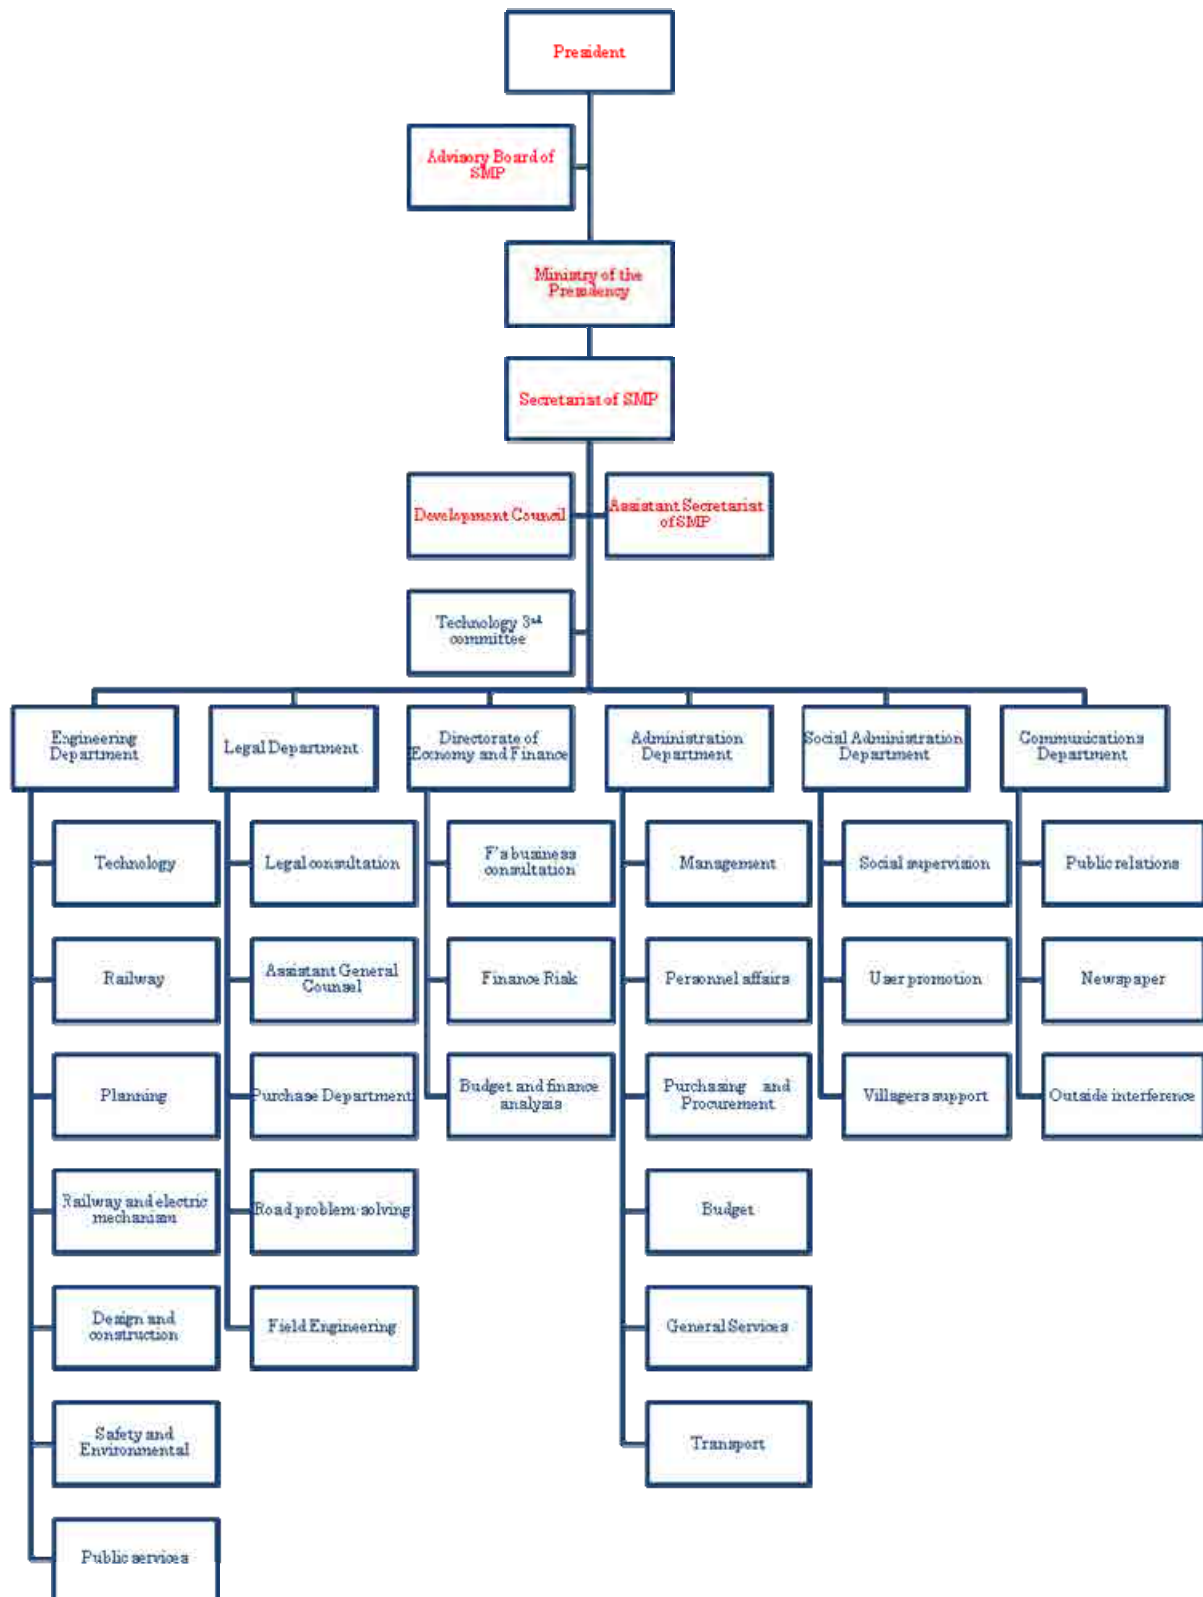 President
Advisory Board of
SMP
Ministry of the
Presidency
Secretariat of SMP
Development Council
Assistant Secretariat
of SMP
Technology 3rd
committee
Engineering
Department
Legal Department
Directorate of
Economy and Finance
Administration
Department
Social Administration
Department
Communications
Department
Technology
Railway
Planning
Railway and electric
mechanism
Design and
construction
Safety and
Environmental
Public services
Legal consultation
Assistant General
Counsel
Purchase Department
Road problem-solving
Field Engineering
F's business
consultation
Finance Risk
Budget and finance
analysis
Management
Personnel affairs
Purchasing and
Procurement
Budget
General Services
Transport
Social supervision
User promotion
Villagers support
Public relations
Newspaper
Outside interference